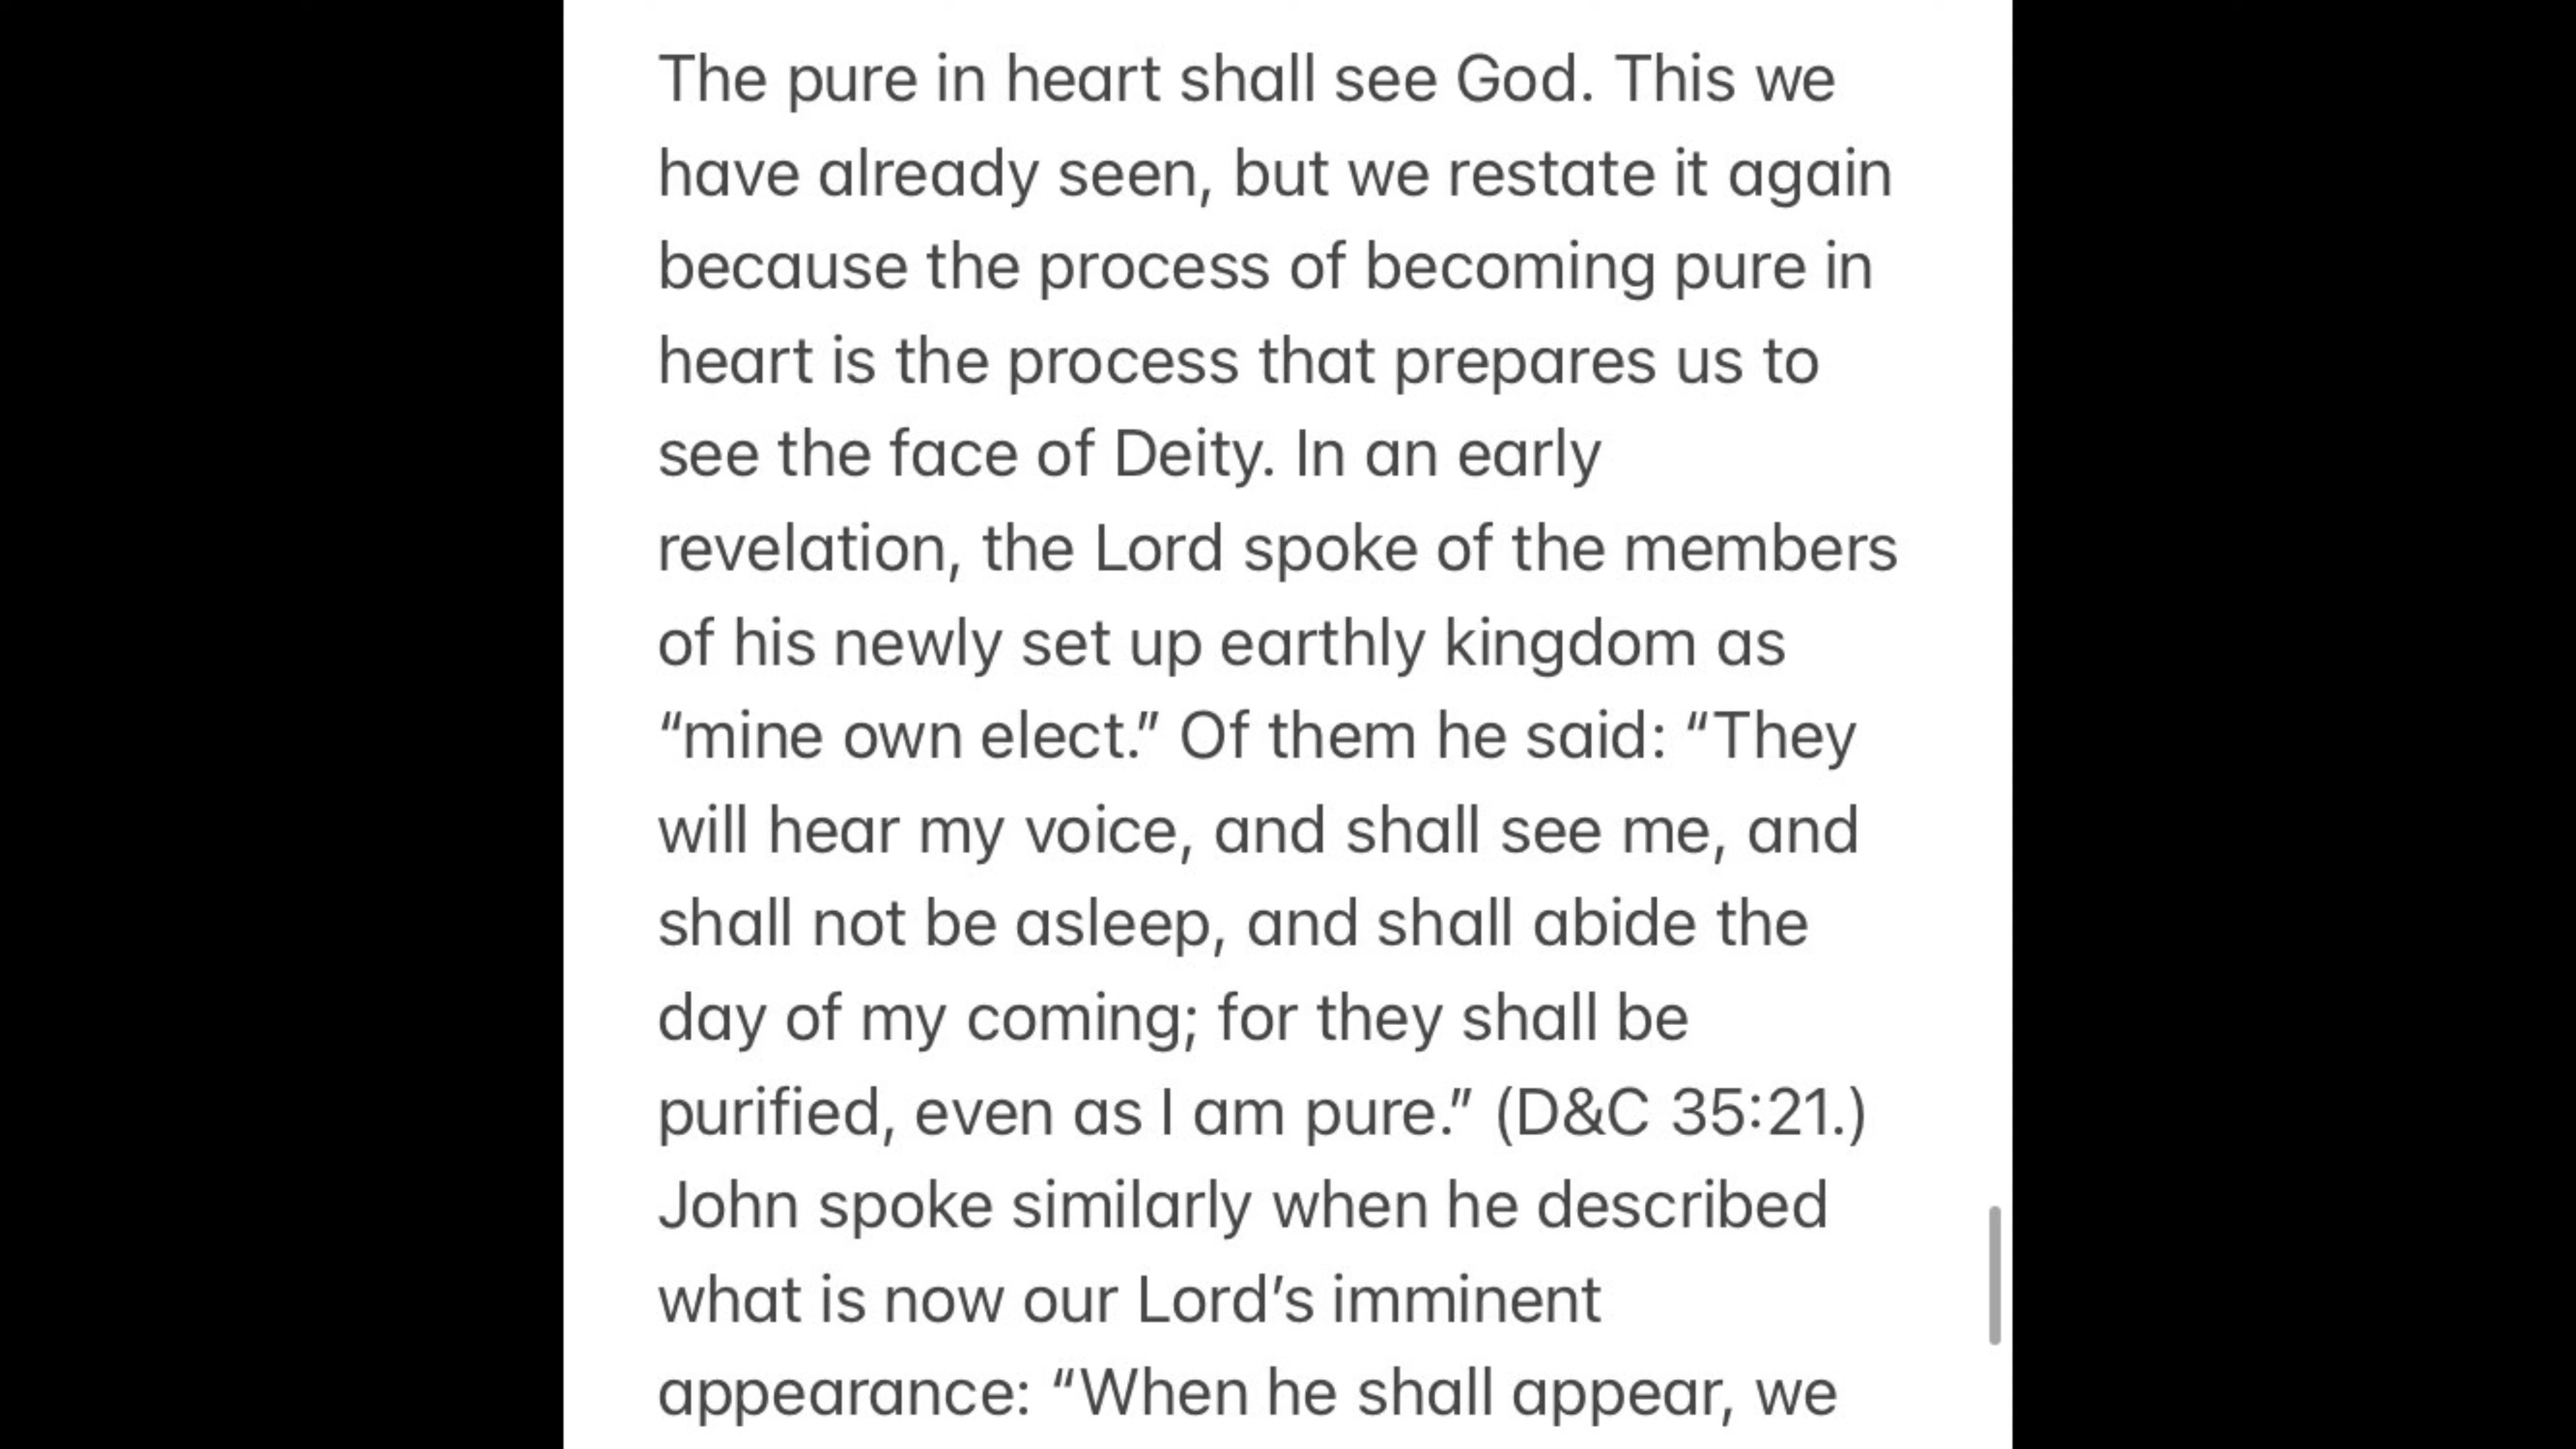 The pure in heart shall see God. This we
have already seen, but we restate it again
because the process of becoming pure in
heart is the process that prepares us to
see the face of Deity. In an early
revelation, the Lord spoke of the members
of his newly set up earthly kingdom as
“mine own elect.” Of them he said: “They
will hear my voice, and shall see me, and
shall not be asleep, and shall abide the
day of my coming; for they shall be
purified, even as I am pure.” (D&C 35:21.)
John spoke similarly when he described
what is now our Lord’s imminent
appearance: “When he shall appear, we